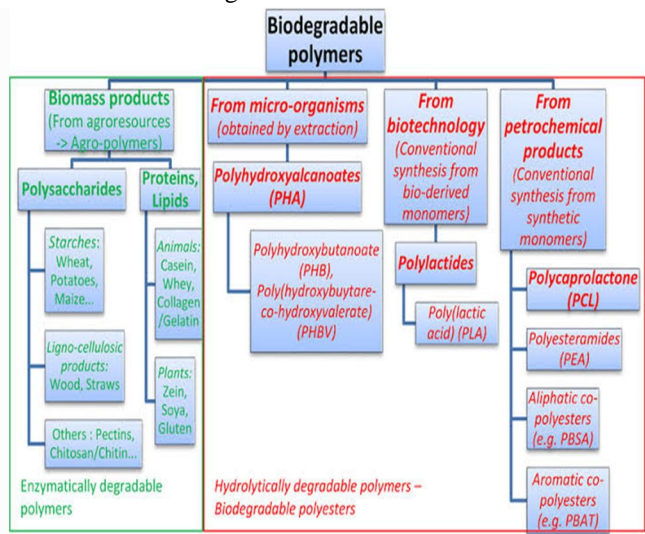 Biodegradable
polymers
Biomass products
(From agroresources
-> Agro-polymers)
Polysaccharides
Starches:
Wheat,
Potatoes,
Maize...
Ligno-cellulosic
products:
Wood, Straws
Others : Pectins,
Chitosan/Chitin...
Proteins,
Lipids
Animals:
Casein,
Whey,
Collagen
/Gelatin
Plants:
Zein,
Soya,
Gluten
Enzymatically degradable
polymers
From micro-organisms
(obtained by extraction)
Polyhydroxyalcanoates
(PHA)
Polyhydroxybutanoate
(PHB),
Poly(hydroxybuytare-
co-hydroxyvalerate)
(PHBV)
From
biotechnology
(Conventional
synthesis from
bio-derived
monomers)
Polylactides
Poly(lactic
acid) (PLA)
From
petrochemical
products
(Conventional
synthesis from
synthetic
monomers)
Polycaprolactone
(PCL)
Polyesteramides
(PEA)
Aliphatic co-
polyesters
(e.g. PBSA)
Aromatic co-
polyesters
(e.g. PBAT)
Hydrolytically degradable polymers –
Biodegradable polyesters